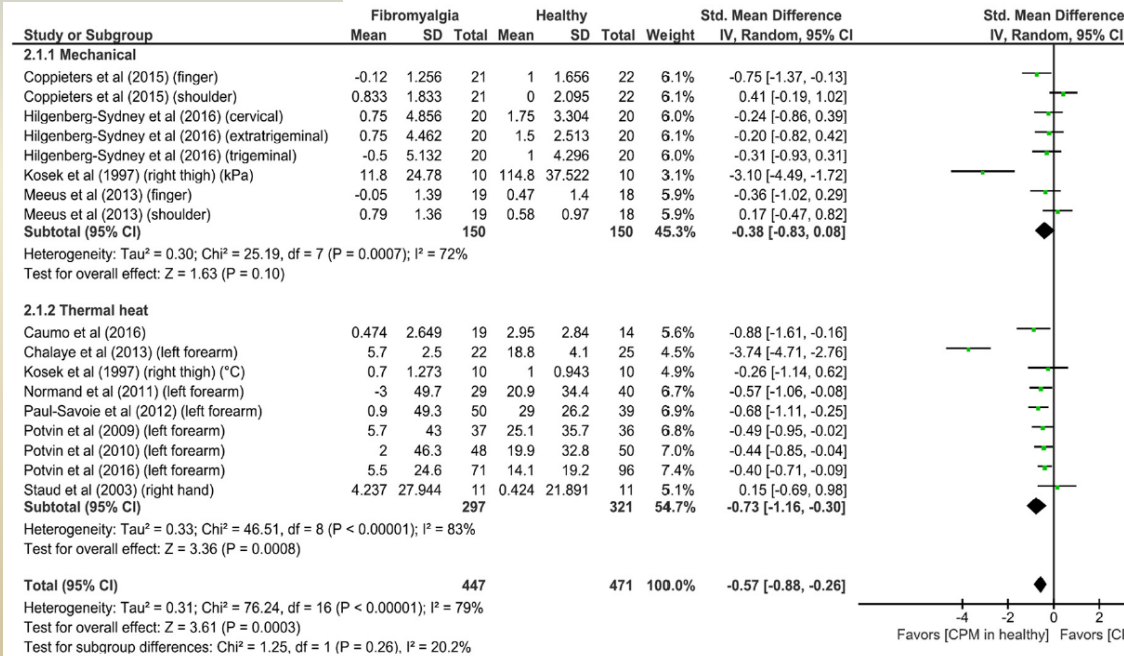 Fibromyalgia Healthy Std. Mean Difference Std. Mean Difference
Study or Subgroup Mean SD Total Mean SD Total Weight IV, Random, 95% CI IV, Random, 95% CI
2.1.1 Mechanical
Coppieters et al (2015) (finger) -0.12 1.256 21 1 1.656 22 6.1% -0.75 [-1.37, -0.13]
Coppieters et al (2015) (shoulder) 0.833 1.833 21 0 2.095 22 6.1% 0.41 [-0.19, 1.02]
Hilgenberg-Sydney et al (2016) (cervical) 0.75 4.856 20 1.75 3.304 20 6.0% -0.24 [-0.86, 0.39]
Hilgenberg-Sydney et al (2016) (extratrigeminal) 0.75 4.462 20 1.5 2.513 20 6.1% -0.20 [-0.82, 0.42]
Hilgenberg-Sydney et al (2016) (trigeminal) -0.5 5.132 20 1 4.296 20 6.0% -0.31 [-0.93, 0.31]
Kosek et al (1997) (right thigh) (kPa) 11.8 24.78 10 114.8 37.522 10 3.1% -3.10 [-4.49, -1.72]
Meeus et al (2013) (finger) -0.05 1.39 19 0.47 1.4 18 5.9% -0.36 [-1.02, 0.29]
Meeus et al (2013) (shoulder) 0.79 1.36 19 0.58 0.97 18 5.9% 0.17 [-0.47, 0.82]
Subtotal (95% CI) 150 150 45.3% -0.38 [-0.83, 0.08]
Heterogeneity: Tau² = 0.30; Chi² = 25.19, df = 7 (P = 0.0007); I² = 72%
Test for overall effect: Z = 1.63 (P = 0.10)
2.1.2 Thermal heat
Caumo et al (2016) 0.474 2.649 19 2.95 2.84 14 5.6% -0.88 [-1.61, -0.16]
Chalaye et al (2013) (left forearm) 5.7 2.5 22 18.8 4.1 25 4.5% -3.74 [-4.71, -2.76]
Kosek et al (1997) (right thigh) (°C) 0.7 1.273 10 1 0.943 10 4.9% -0.26 [-1.14, 0.62]
Normand et al (2011) (left forearm) -3 49.7 29 20.9 34.4 40 6.7% -0.57 [-1.06, -0.08]
Paul-Savoie et al (2012) (left forearm) 0.9 49.3 50 29 26.2 39 6.9% -0.68 [-1.11, -0.25]
Potvin et al (2009) (left forearm) 5.7 43 37 25.1 35.7 36 6.8% -0.49 [-0.95, -0.02]
Potvin et al (2010) (left forearm) 2 46.3 48 19.9 32.8 50 7.0% -0.44 [-0.85, -0.04]
Potvin et al (2016) (left forearm) 5.5 24.6 71 14.1 19.2 96 7.4% -0.40 [-0.71, -0.09]
Staud et al (2003) (right hand) 4.237 27.944 11 0.424 21.891 11 5.1% 0.15 [-0.69, 0.98]
Subtotal (95% CI) 297 321 54.7% -0.73 [-1.16, -0.30]
Heterogeneity: Tau² = 0.33; Chi² = 46.51, df = 8 (P < 0.00001); I² = 83%
Test for overall effect: Z = 3.36 (P = 0.0008)
Total (95% CI) 447 471 100.0% -0.57 [-0.88, -0.26]
Heterogeneity: Tau² = 0.31; Chi² = 76.24, df = 16 (P < 0.00001); I² = 79%
Test for overall effect: Z = 3.61 (P = 0.0003)
Test for subgroup differences: Chi² = 1.25, df = 1 (P = 0.26), I² = 20.2%
-4 -2 0 2
Favors [CPM in healthy] Favors